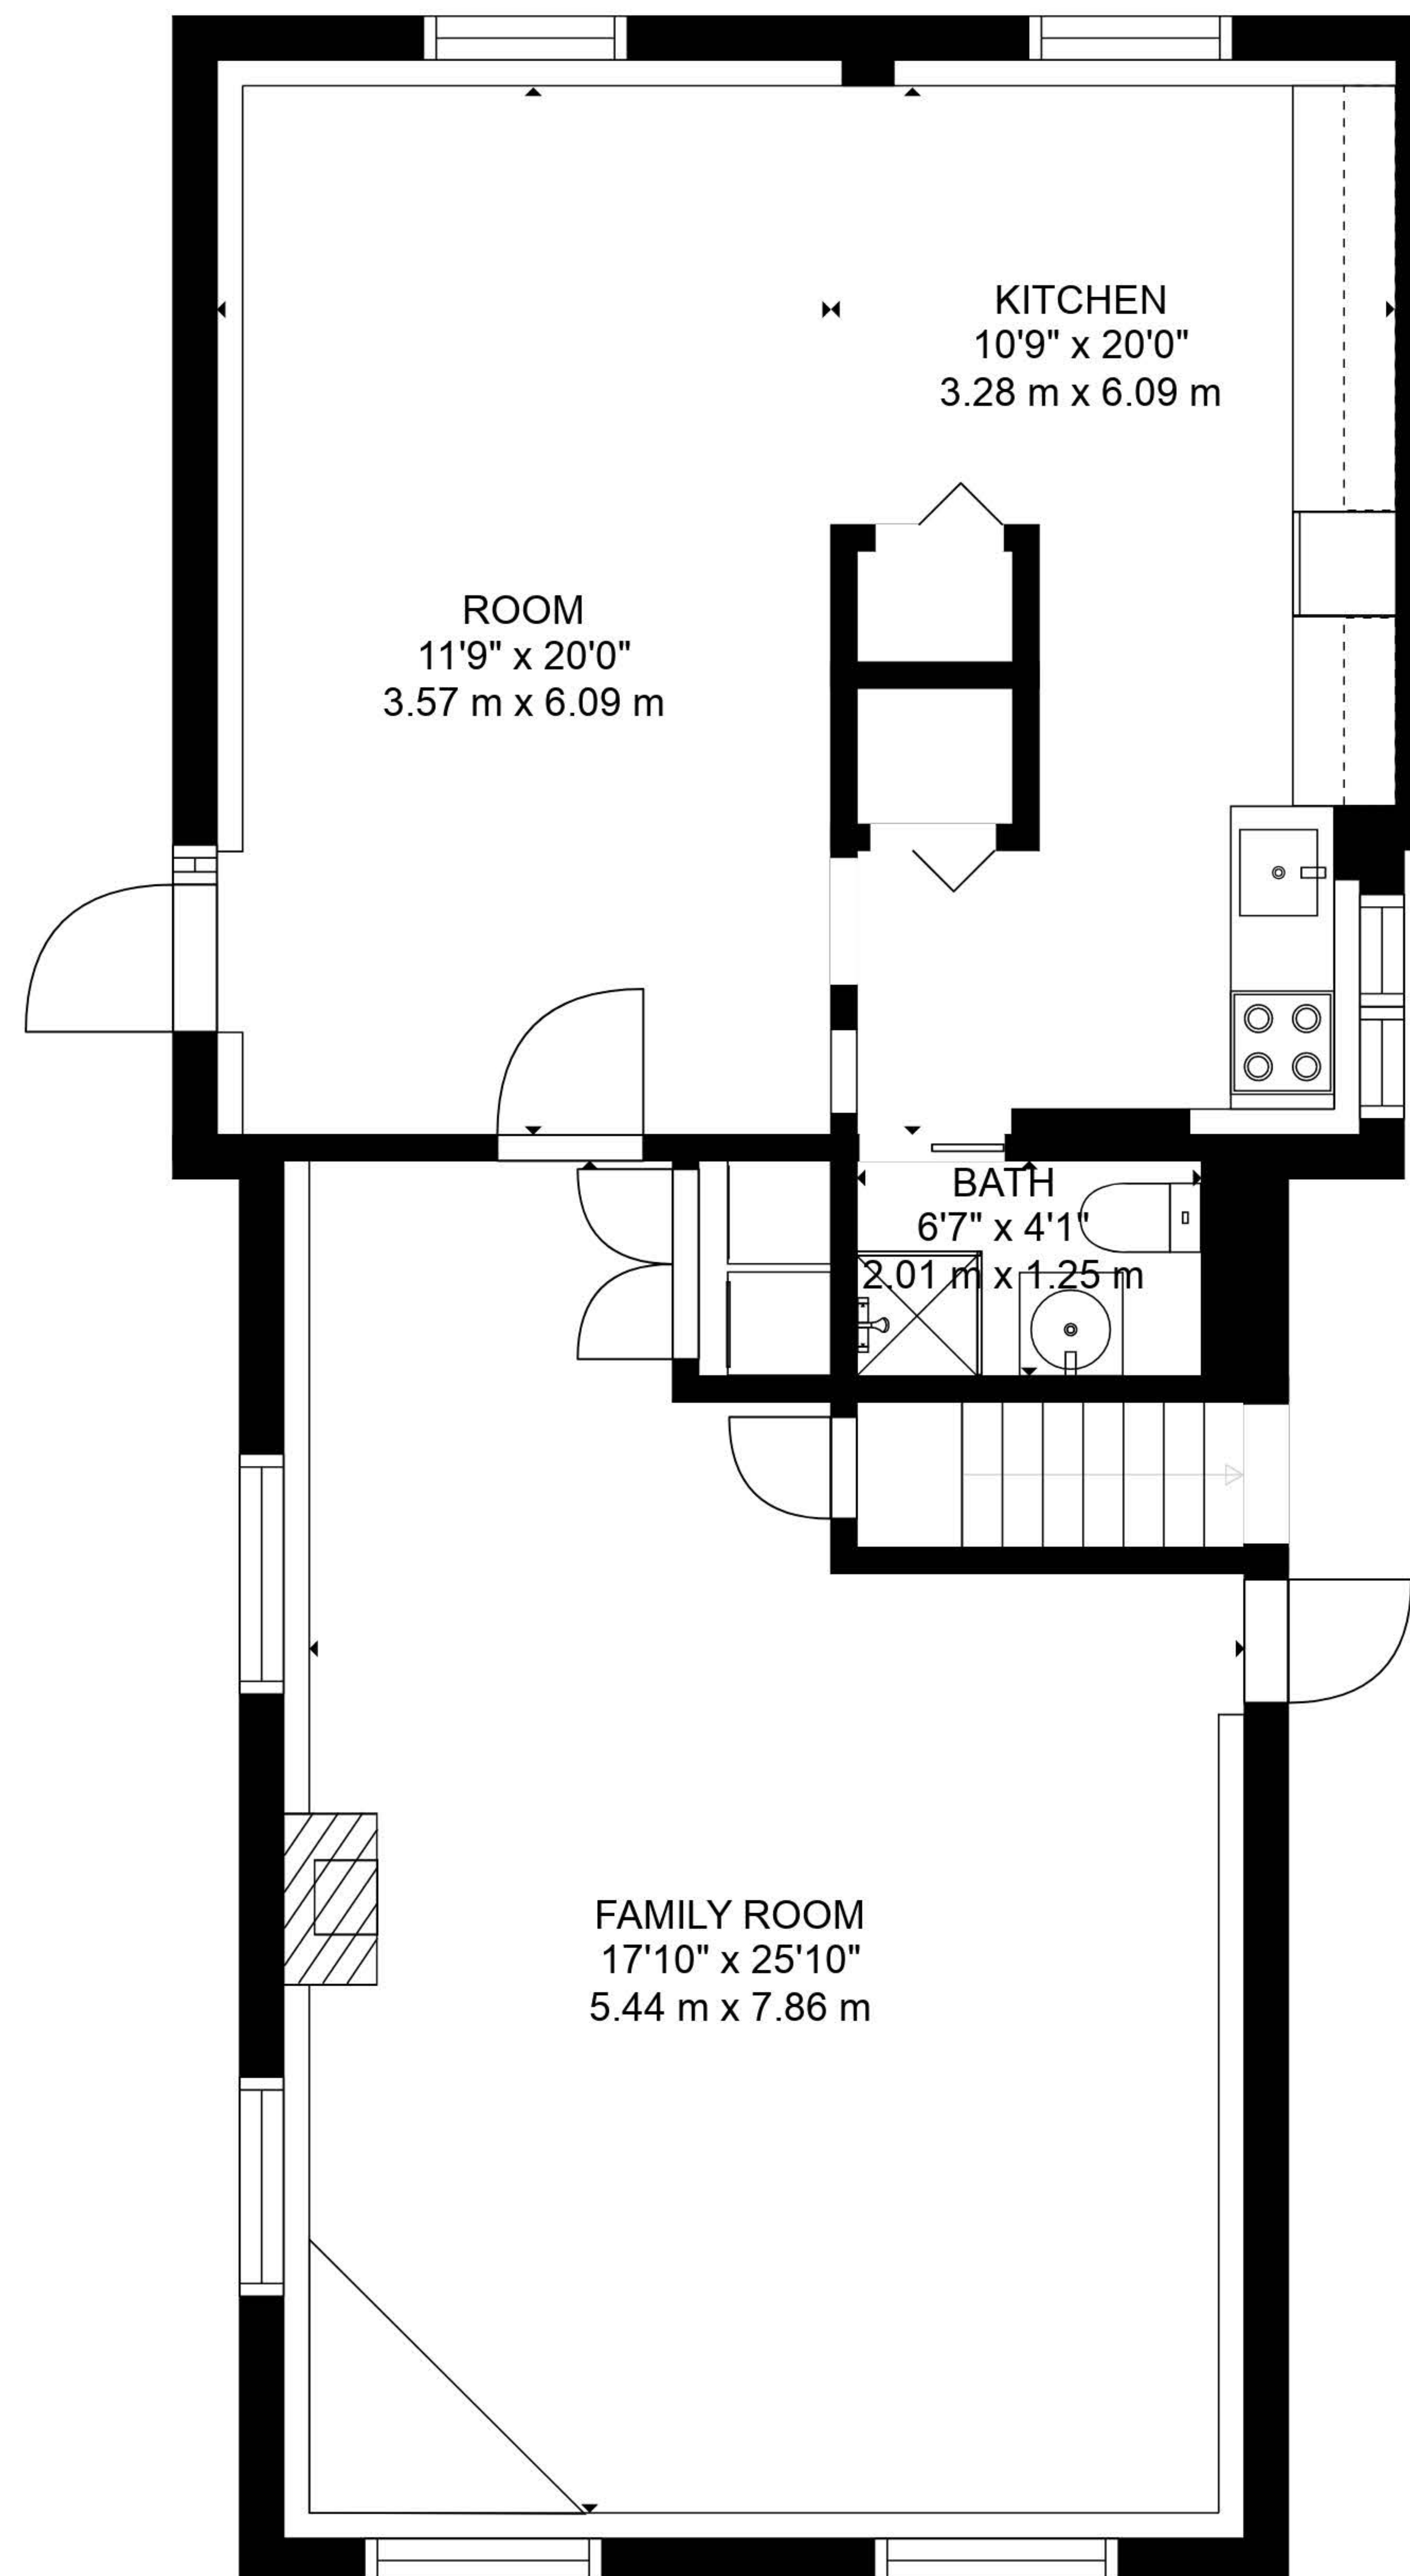 KITCHEN
10'9" x 20'0"
3.28 m x 6.09 m
ROOM
11'9" x 20'0"
3.57 m x 6.09 m
BATH
6'7" x 4'1"
2.01 m x 1.25 m
FAMILY ROOM
17'10" x 25'10"
5.44 m x 7.86 m